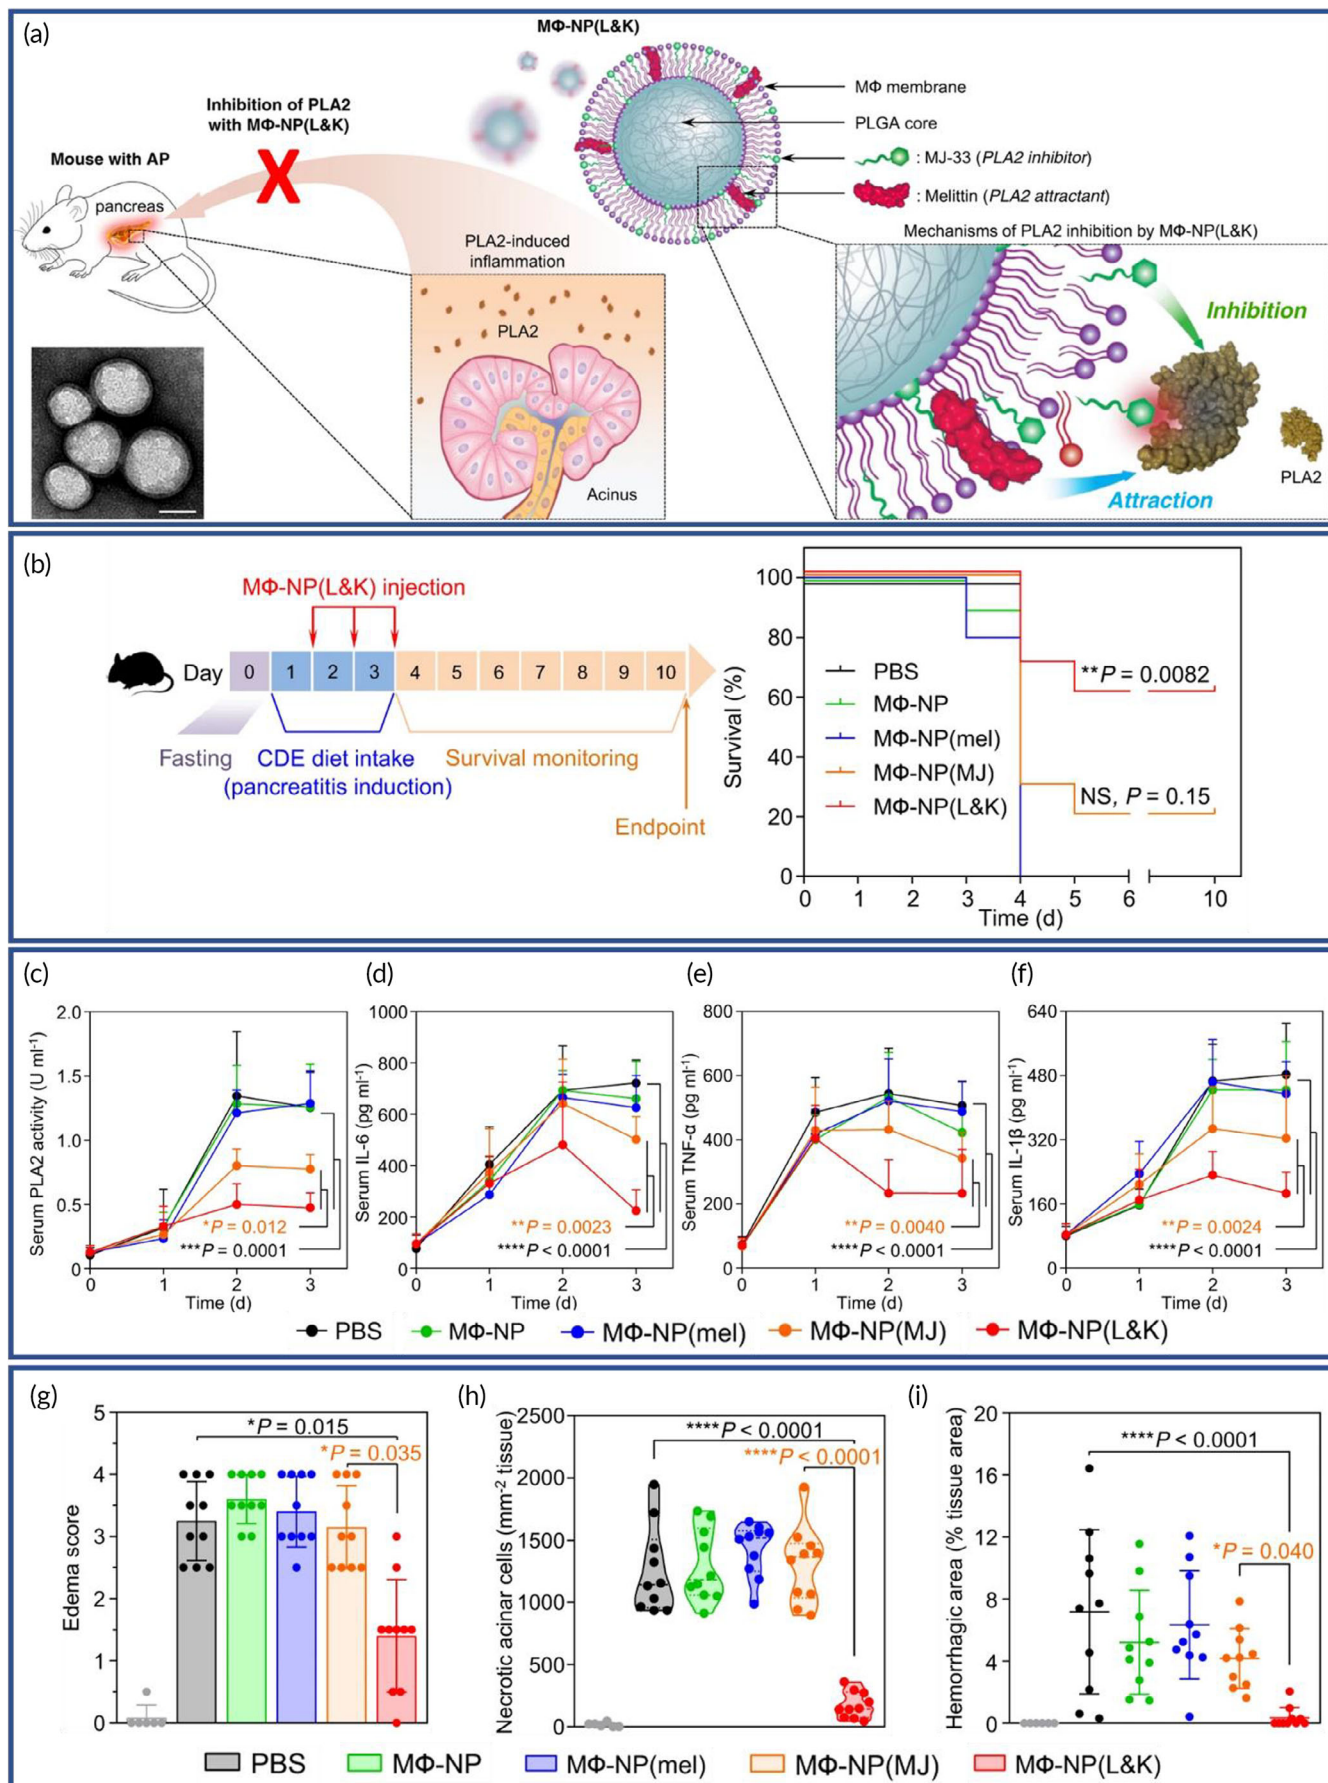 (a)
MΦ-NP(L&K)
Inhibition of PLA2
with MΦ-NP(L&K)
Mouse with AP
pancreas
MΦ membrane
PLGA core
: MJ-33 (PLA2 inhibitor)
: Melittin (PLA2 attractant)
Mechanisms of PLA2 inhibition by MΦ-NP(L&K)
PLA2-induced
inflammation
PLA2
Acinus
Inhibition
PLA2
Attraction
(b)
MΦ-NP(L&K) injection
Day 0 1 2 3 4 5 6 7 8 9 10
Fasting
CDE diet intake
(pancreatitis induction)
Survival monitoring
Endpoint
Survival (%)
100
80
60
40
20
0
PBS
MΦ-NP
MΦ-NP(mel)
MΦ-NP(MJ)
MΦ-NP(L&K)
**P = 0.0082
NS, P = 0.15
0 1 2 3 4 5 6 10
Time (d)
(c)
Serum PLA2 activity (U ml-1)
2.0
1.5
1.0
0.5
0
*P = 0.012
***P = 0.0001
0 1 2 3
Time (d)
(d)
Serum IL-6 (pg ml-1)
1000
800
600
400
200
0
**P = 0.0023
****P < 0.0001
0 1 2 3
Time (d)
(e)
Serum TNF-α (pg ml-1)
800
600
400
200
0
**P = 0.0040
****P < 0.0001
0 1 2 3
Time (d)
(f)
Serum IL-1β (pg ml-1)
640
480
320
160
0
**P = 0.0024
****P < 0.0001
0 1 2 3
Time (d)
PBS MΦ-NP MΦ-NP(mel) MΦ-NP(MJ) MΦ-NP(L&K)
(g)
Edema score
5
4
3
2
1
0
*P = 0.015
*P = 0.035
(h)
Necrotic acinar cells (mm-2 tissue)
2500
2000
1500
1000
500
0
****P < 0.0001
****P < 0.0001
(i)
Hemorrhagic area (% tissue area)
20
16
12
8
4
0
****P < 0.0001
*P = 0.040
PBS MΦ-NP MΦ-NP(mel) MΦ-NP(MJ) MΦ-NP(L&K)